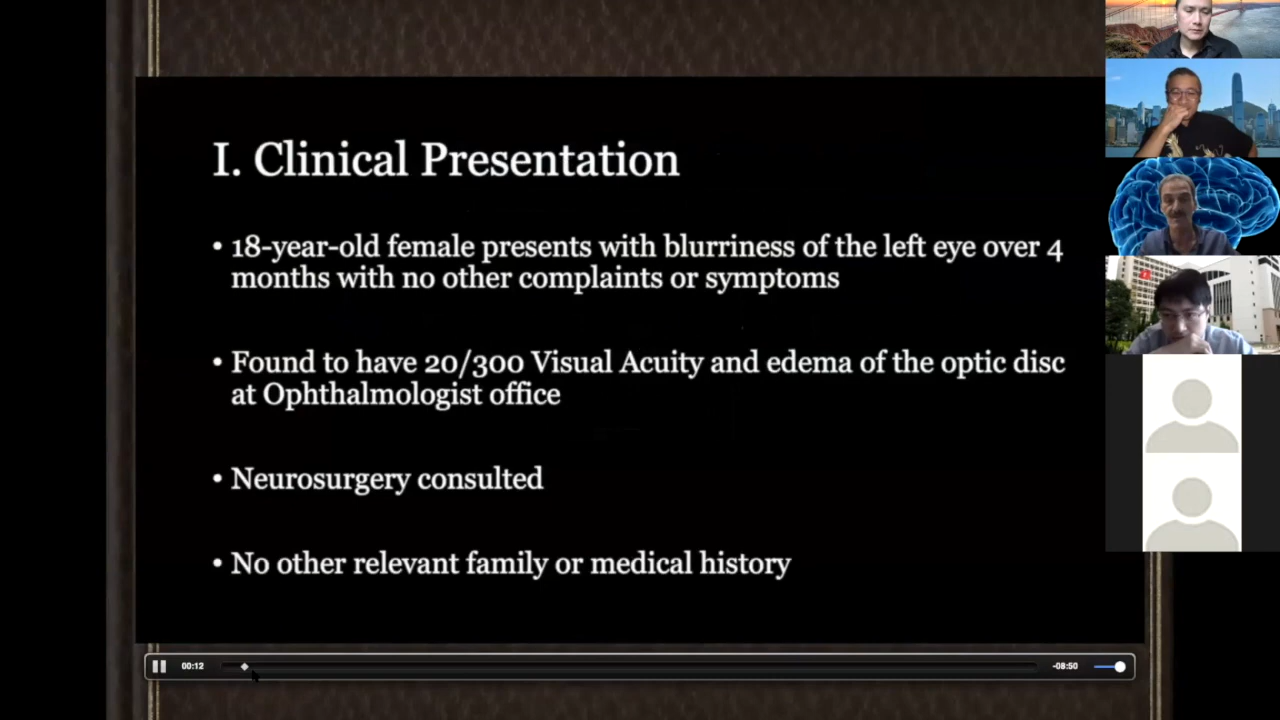 I. Clinical Presentation
• 18-year-old female presents with blurriness of the left eye over 4
months with no other complaints or symptoms
• Found to have 20/300 Visual Acuity and edema of the optic disc
at Ophthalmologist office
• Neurosurgery consulted
• No other relevant family or medical history
00:12
-08:50